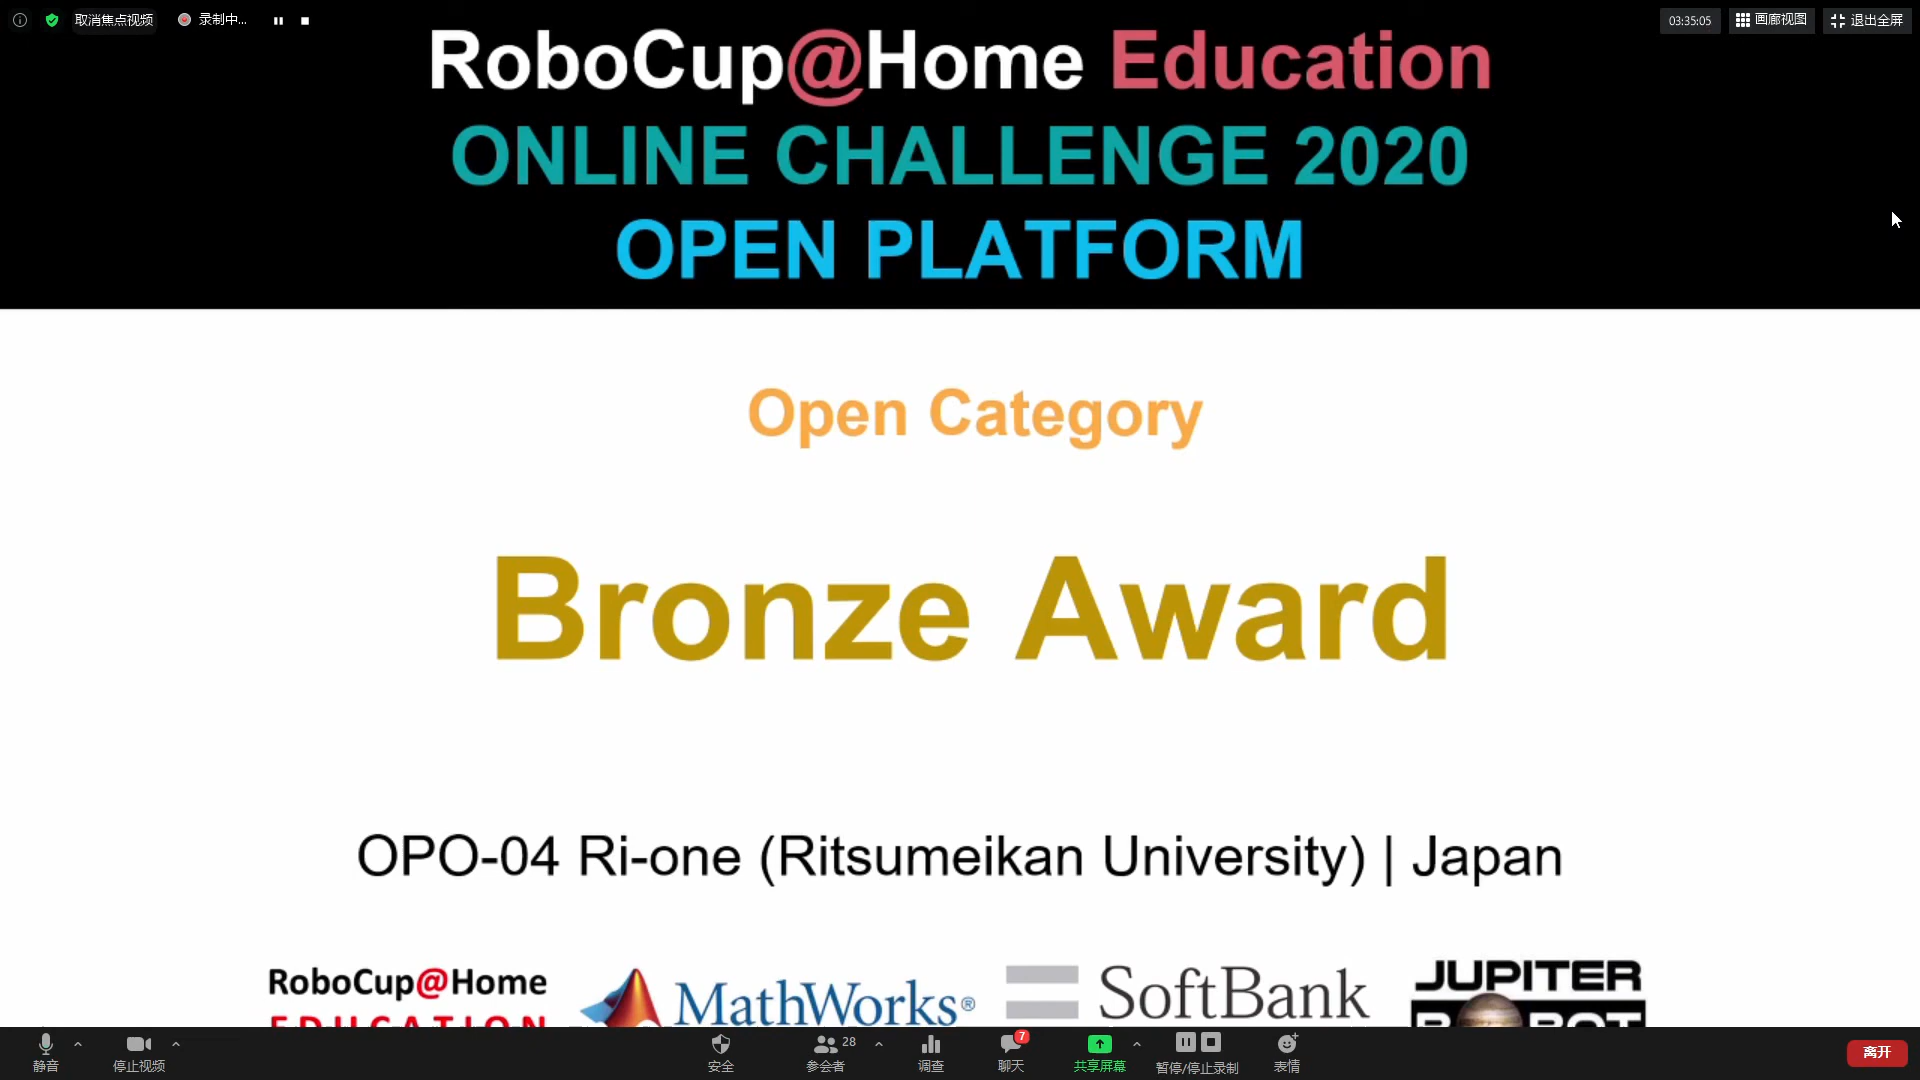 取消焦点视频 录制中... 03:35:05 画廊视图 退出全屏
RoboCup@Home Education
ONLINE CHALLENGE 2020
OPEN PLATFORM
Open Category
Bronze Award
OPO-04 Ri-one (Ritsumeikan University) | Japan
RoboCup@Home MathWorks® SoftBank JUPITER
EDUCATION
静音 停止视频 安全 参会者 28 调查 聊天 7 共享屏幕 暂停/停止录制 表情 离开